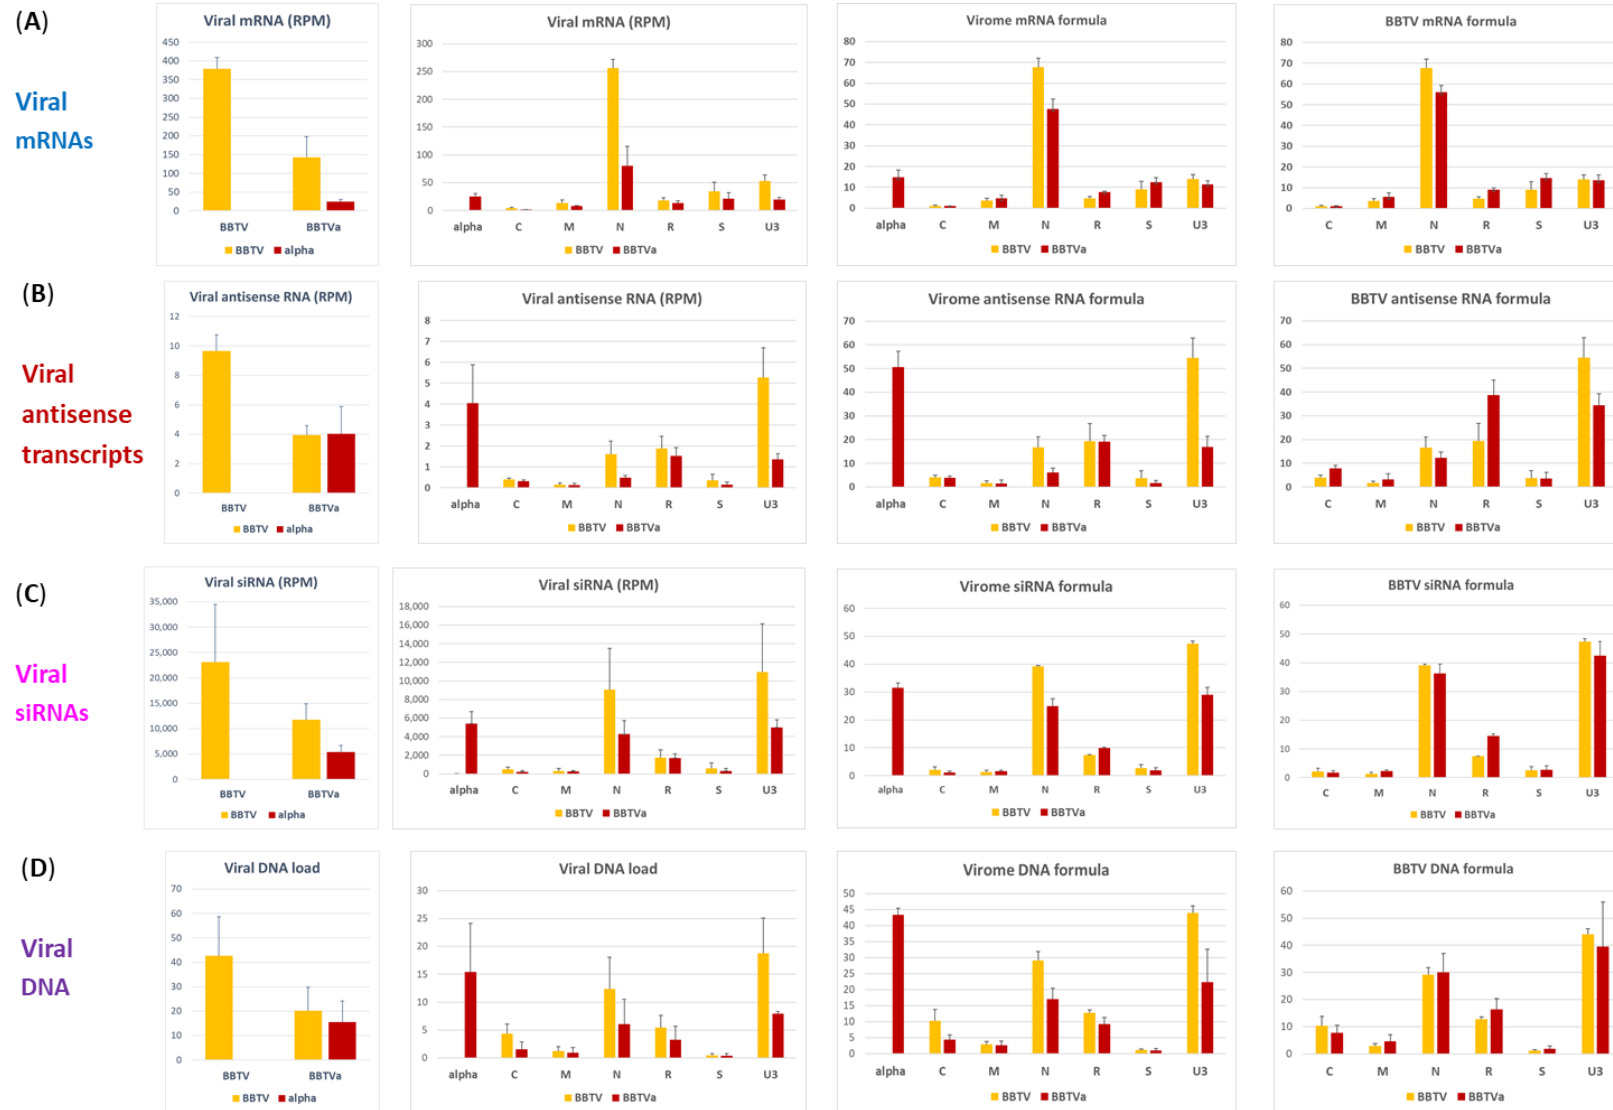 (A)
Viral
mRNAs
Viral mRNA (RPM)
450
400
350
300
250
200
150
100
50
0
BBTV BBTVa
BBTV alpha
Viral mRNA (RPM)
300
250
200
150
100
50
0
alpha C M N R S U3
BBTV BBTVa
Virome mRNA formula
80
70
60
50
40
30
20
10
0
alpha C M N R S U3
BBTV BBTVa
BBTV mRNA formula
80
70
60
50
40
30
20
10
0
C M N R S U3
BBTV BBTVa
(B)
Viral
antisense
transcripts
Viral antisense RNA (RPM)
12
10
8
6
4
2
0
BBTV BBTVa
BBTV alpha
Viral antisense RNA (RPM)
8
7
6
5
4
3
2
1
0
alpha C M N R S U3
BBTV BBTVa
Virome antisense RNA formula
70
60
50
40
30
20
10
0
alpha C M N R S U3
BBTV BBTVa
BBTV antisense RNA formula
70
60
50
40
30
20
10
0
C M N R S U3
BBTV BBTVa
(C)
Viral
siRNAs
Viral siRNA (RPM)
35,000
30,000
25,000
20,000
15,000
10,000
5,000
0
BBTV BBTVa
BBTV alpha
Viral siRNA (RPM)
18,000
16,000
14,000
12,000
10,000
8,000
6,000
4,000
2,000
0
alpha C M N R S U3
BBTV BBTVa
Virome siRNA formula
60
50
40
30
20
10
0
alpha C M N R S U3
BBTV BBTVa
BBTV siRNA formula
60
50
40
30
20
10
0
C M N R S U3
BBTV BBTVa
(D)
Viral
DNA
Viral DNA load
70
60
50
40
30
20
10
0
BBTV BBTVa
BBTV alpha
Viral DNA load
30
25
20
15
10
5
0
alpha C M N R S U3
BBTV BBTVa
Virome DNA formula
50
45
40
35
30
25
20
15
10
5
0
alpha C M N R S U3
BBTV BBTVa
BBTV DNA formula
60
50
40
30
20
10
0
C M N R S U3
BBTV BBTVa